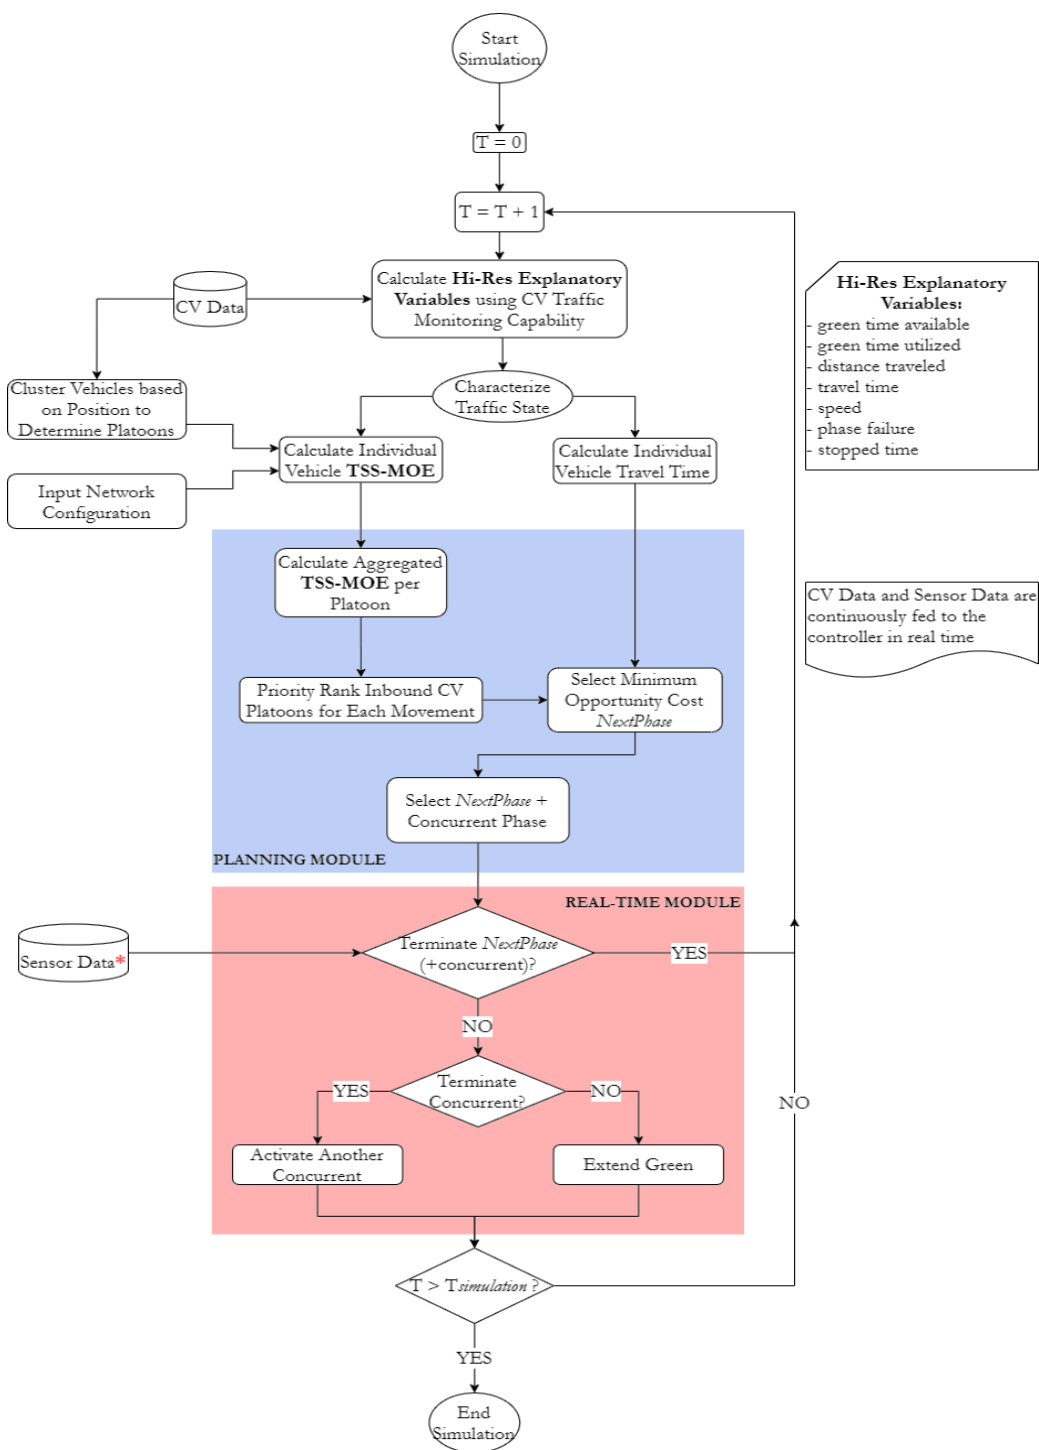 Start
Simulation
T = 0
T = T + 1
Calculate Hi-Res Explanatory
Variables using CV Traffic
Monitoring Capability
CV Data
Hi-Res Explanatory
Variables:
- green time available
- green time utilized
- distance traveled
- travel time
- speed
- phase failure
- stopped time
Cluster Vehicles based
on Position to
Determine Platoons
Characterize
Traffic State
Calculate Individual
Vehicle TSS-MOE
Calculate Individual
Vehicle Travel Time
Input Network
Configuration
Calculate Aggregated
TSS-MOE per
Platoon
CV Data and Sensor Data are
continuously fed to the
controller in real time
Priority Rank Inbound CV
Platoons for Each Movement
Select Minimum
Opportunity Cost
NextPhase
Select NextPhase +
Concurrent Phase
PLANNING MODULE
REAL-TIME MODULE
Sensor Data*
Terminate NextPhase
(+concurrent)?
YES
NO
Terminate
Concurrent?
YES
NO
NO
Activate Another
Concurrent
Extend Green
T > Tsimulation ?
YES
End
Simulation